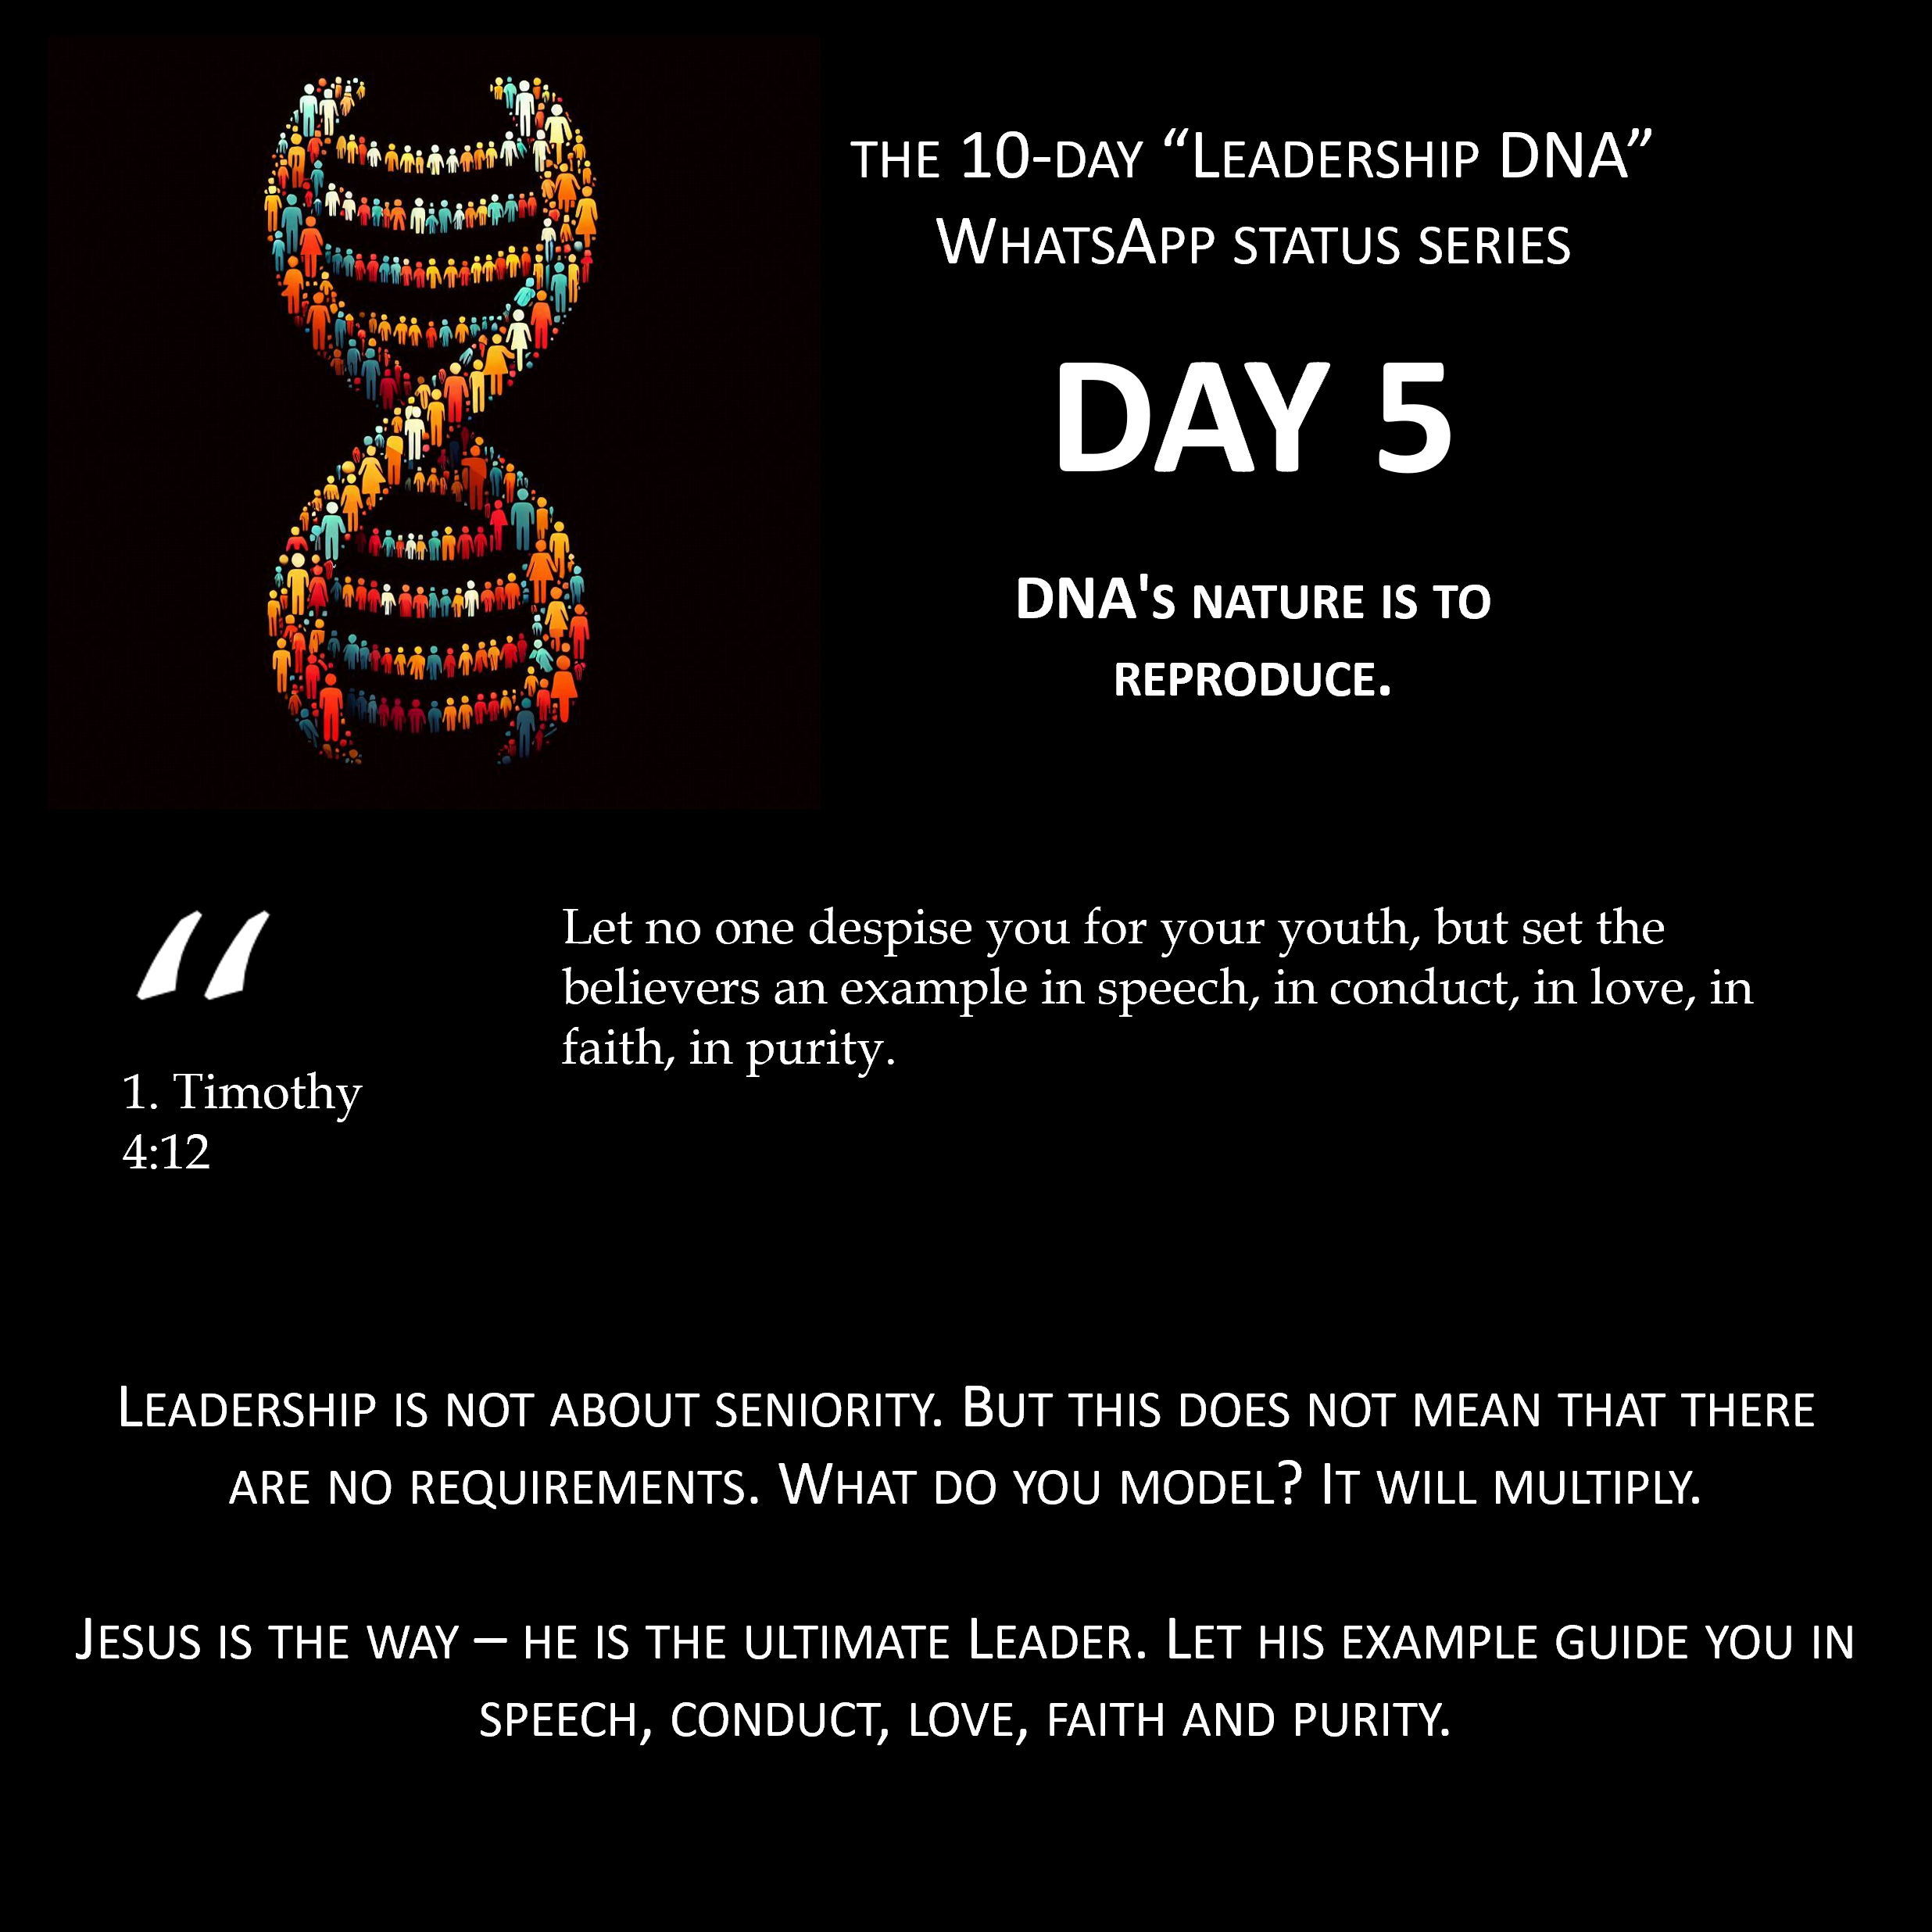 the 10-day “Leadership DNA”
WhatsApp status series
DAY 5
DNA's nature is to
reproduce.
“
1. Timothy
4:12
Let no one despise you for your youth, but set the
believers an example in speech, in conduct, in love, in
faith, in purity.
Leadership is not about seniority. But this does not mean that there
are no requirements. What do you model? It will multiply.
Jesus is the way – he is the ultimate Leader. Let his example guide you in
speech, conduct, love, faith and purity.